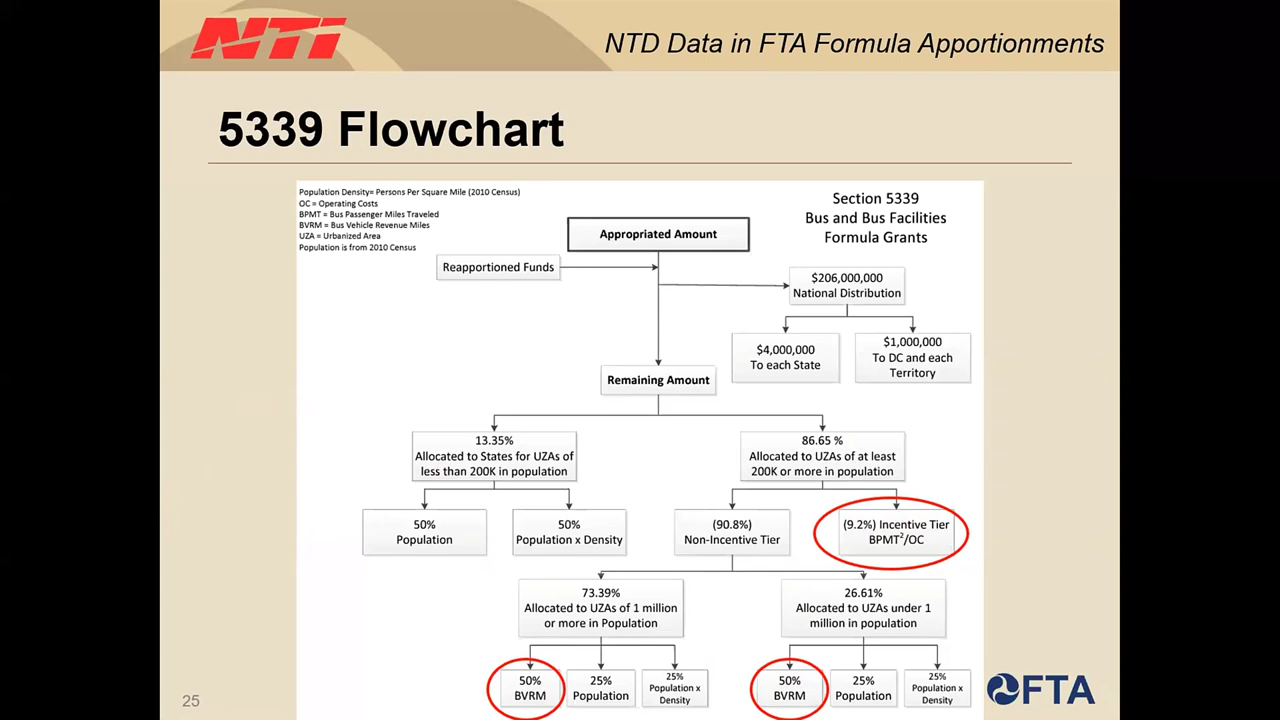 NTI
NTD Data in FTA Formula Apportionments
5339 Flowchart
Population Density= Persons Per Square Mile (2010 Census)
OC = Operating Costs
BPMT = Bus Passenger Miles Traveled
BVRM = Bus Vehicle Revenue Miles
UZA = Urbanized Area
Population is from 2010 Census
Section 5339
Bus and Bus Facilities
Formula Grants
Appropriated Amount
Reapportioned Funds
$206,000,000
National Distribution
$4,000,000
To each State
$1,000,000
To DC and each
Territory
Remaining Amount
13.35%
Allocated to States for UZAs of
less than 200K in population
86.65 %
Allocated to UZAs of at least
200K or more in population
50%
Population
50%
Population x Density
(90.8%)
Non-Incentive Tier
(9.2%) Incentive Tier
BPMT²/OC
73.39%
Allocated to UZAs of 1 million
or more in Population
26.61%
Allocated to UZAs under 1
million in population
50%
BVRM
25%
Population
25%
Population x
Density
50%
BVRM
25%
Population
25%
Population x
Density
25
FTA